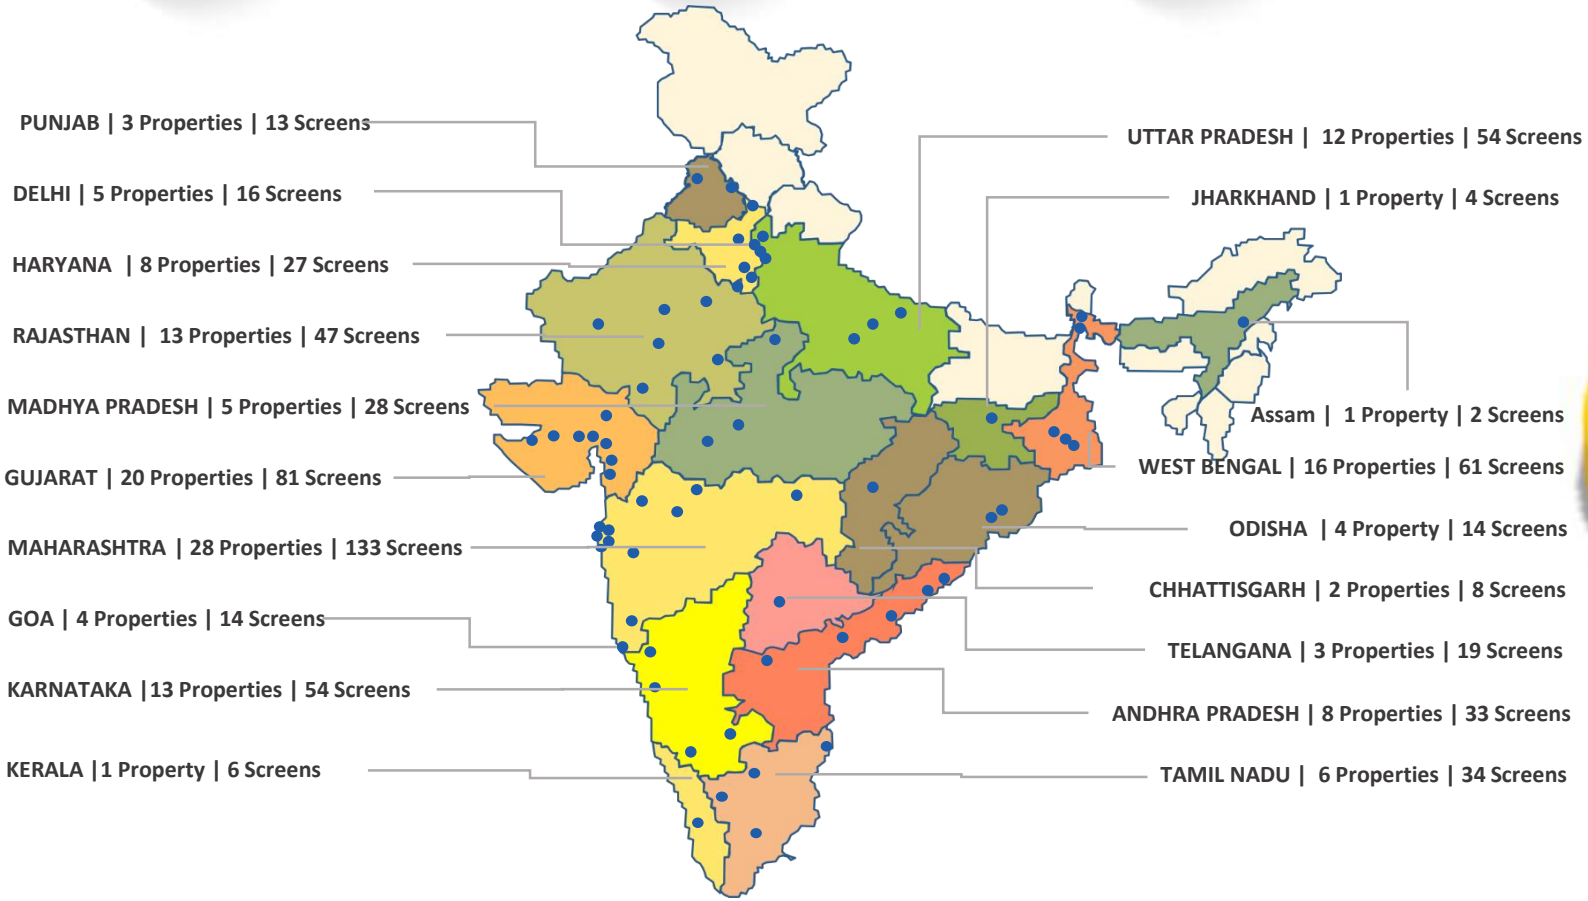 PUNJAB | 3 Properties | 13 Screens
DELHI | 5 Properties | 16 Screens
HARYANA | 8 Properties | 27 Screens
RAJASTHAN | 13 Properties | 47 Screens
MADHYA PRADESH | 5 Properties | 28 Screens
GUJARAT | 20 Properties | 81 Screens
MAHARASHTRA | 28 Properties | 133 Screens
GOA | 4 Properties | 14 Screens
KARNATAKA |13 Properties | 54 Screens
KERALA |1 Property | 6 Screens
UTTAR PRADESH | 12 Properties | 54 Screens
JHARKHAND | 1 Property | 4 Screens
Assam | 1 Property | 2 Screens
WEST BENGAL | 16 Properties | 61 Screens
ODISHA | 4 Property | 14 Screens
CHHATTISGARH | 2 Properties | 8 Screens
TELANGANA | 3 Properties | 19 Screens
ANDHRA PRADESH | 8 Properties | 33 Screens
TAMIL NADU | 6 Properties | 34 Screens